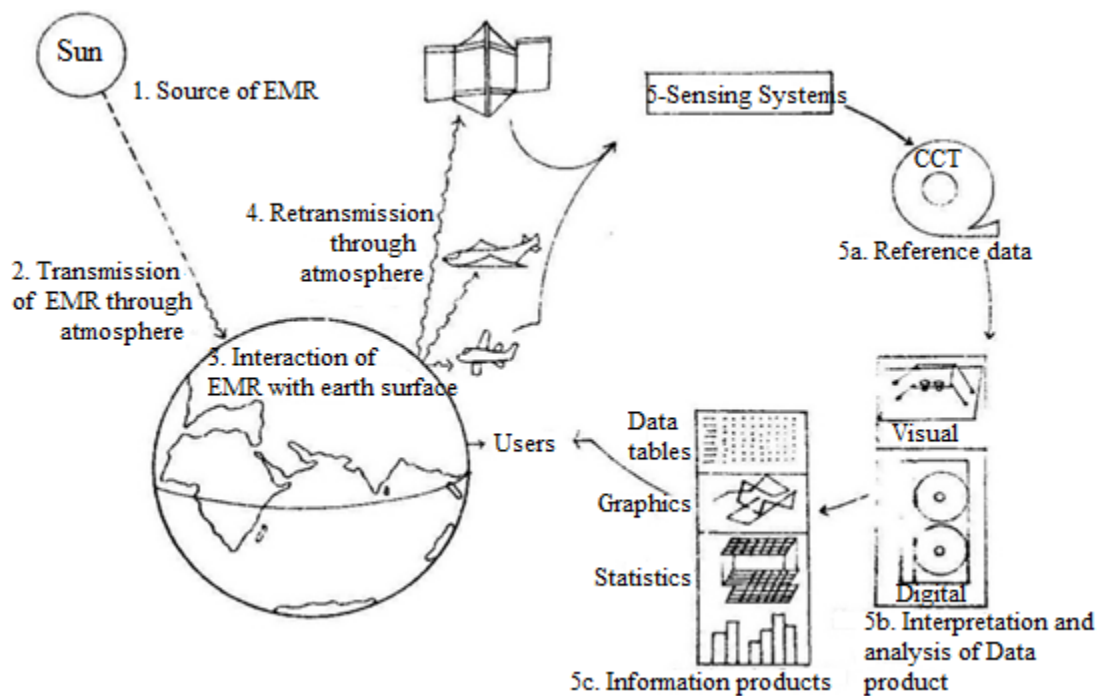 Sun
1. Source of EMR
5-Sensing Systems
CCT
4. Retransmission
through
atmosphere
5a. Reference data
2. Transmission
of EMR through
atmosphere
3. Interaction of
EMR with earth surface
Users
Data
tables
Graphics
Statistics
Visual
Digital
5b. Interpretation and
analysis of Data
product
5c. Information products